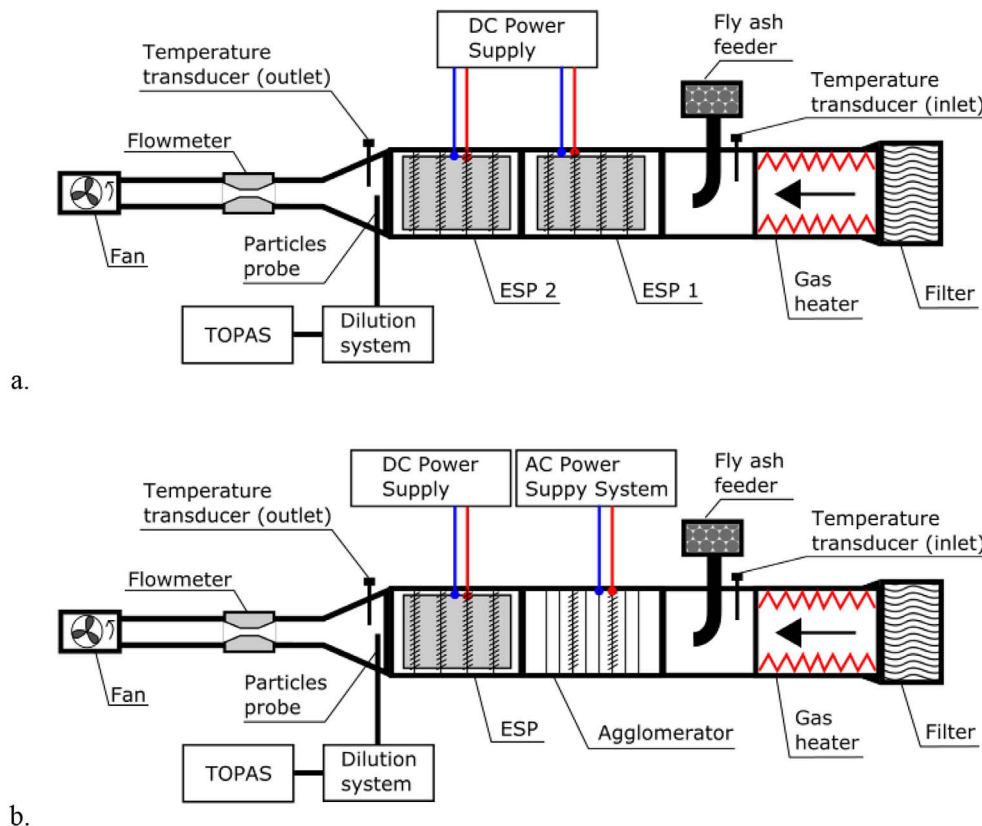 DC Power
Supply
Fly ash
feeder
Temperature
transducer (outlet)
Temperature
transducer (inlet)
Flowmeter
Fan
Particles
probe
ESP 2
ESP 1
Gas
heater
Filter
TOPAS
Dilution
system
a.
DC Power
Supply
AC Power
Suppy System
Fly ash
feeder
Temperature
transducer (outlet)
Temperature
transducer (inlet)
Flowmeter
Fan
Particles
probe
ESP
Agglomerator
Gas
heater
Filter
TOPAS
Dilution
system
b.